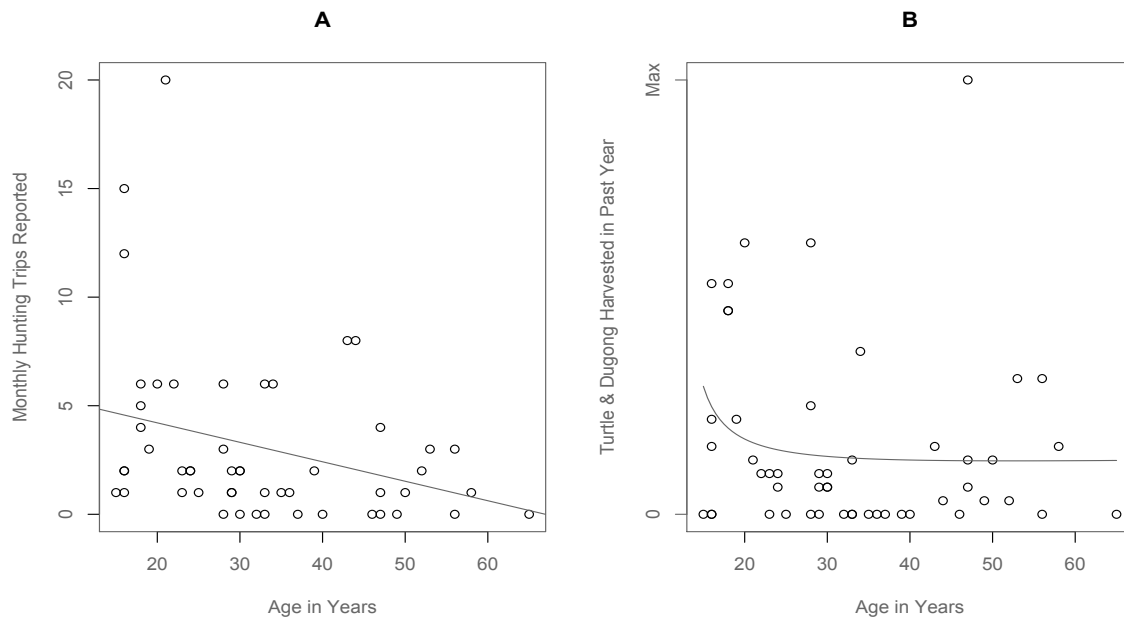 A
B
Monthly Hunting Trips Reported
20
15
10
5
0
20 30 40 50 60
Age in Years
Turtle & Dugong Harvested in Past Year
Max
0
20 30 40 50 60
Age in Years